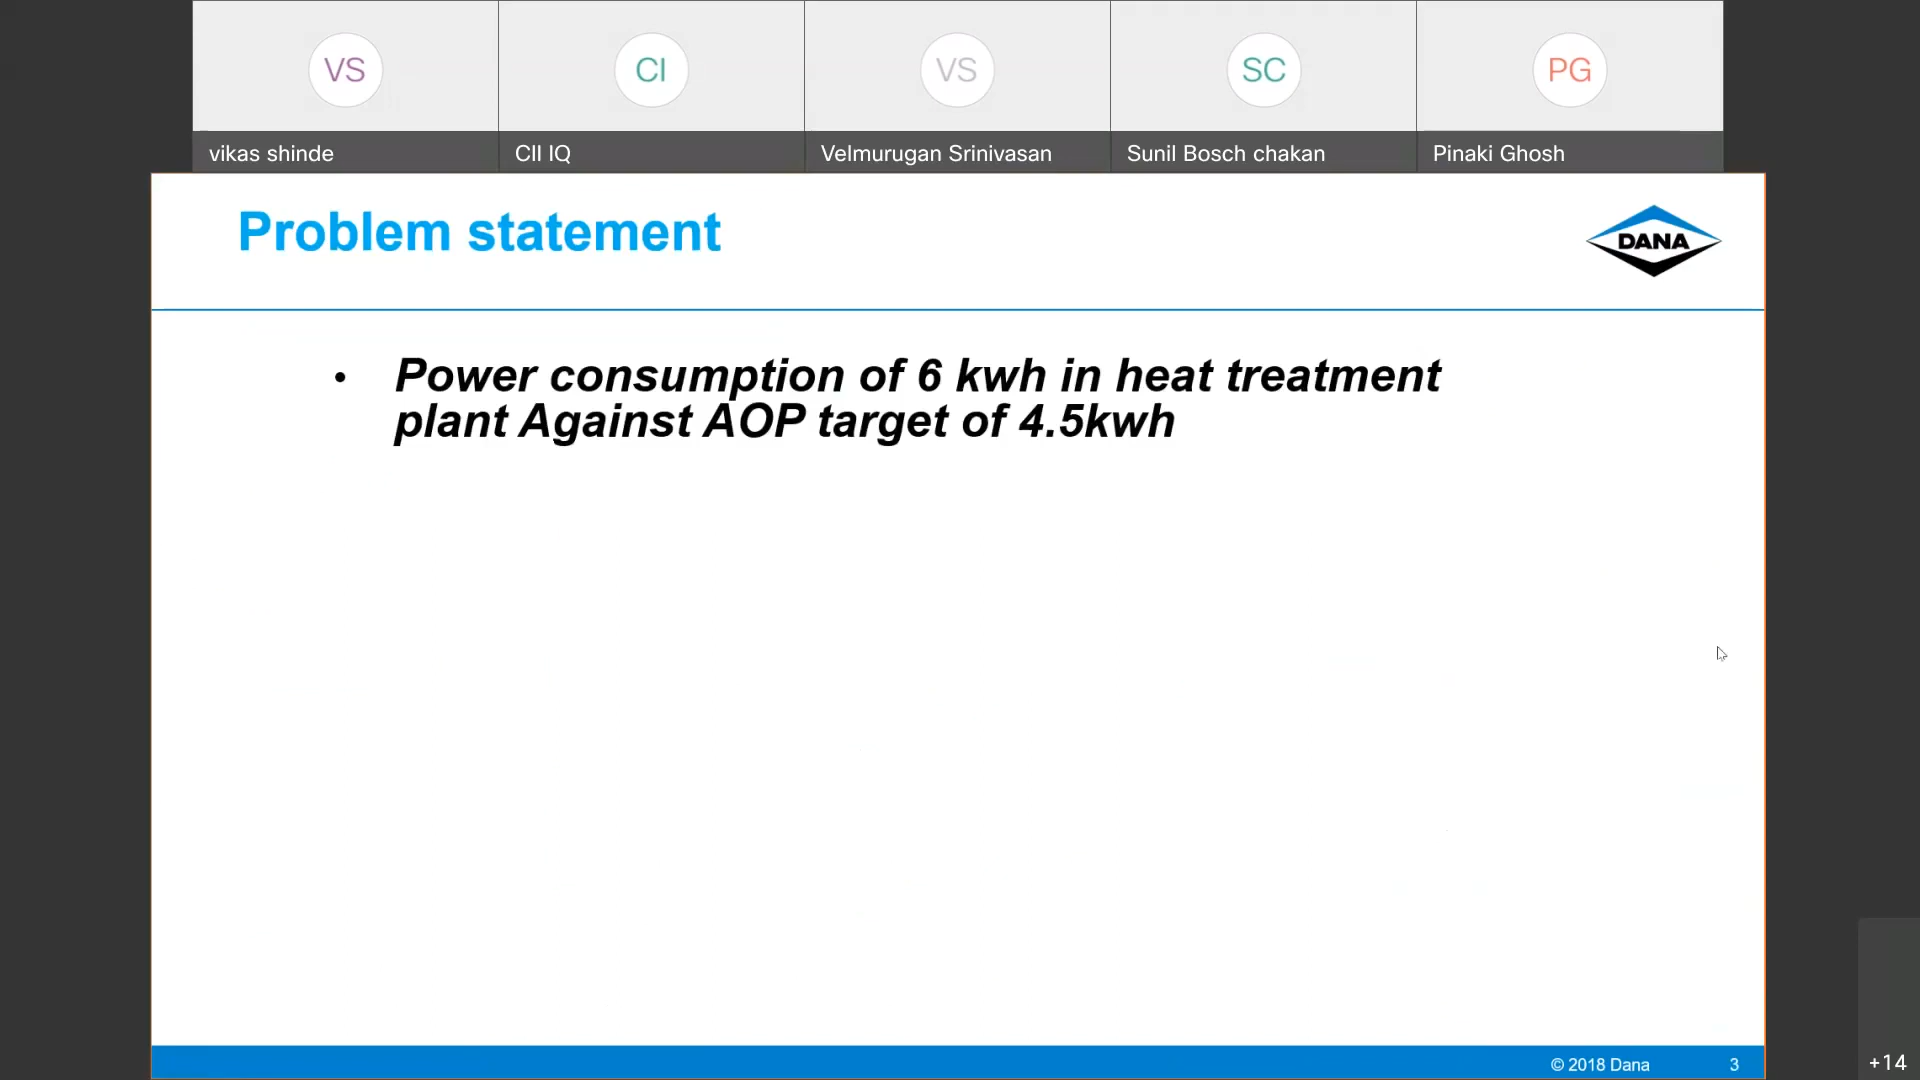 VS
CI
VS
SC
PG
vikas shinde
CII IQ
Velmurugan Srinivasan
Sunil Bosch chakan
Pinaki Ghosh
Problem statement
DANA
• Power consumption of 6 kwh in heat treatment
plant Against AOP target of 4.5kwh
© 2018 Dana
3
+14